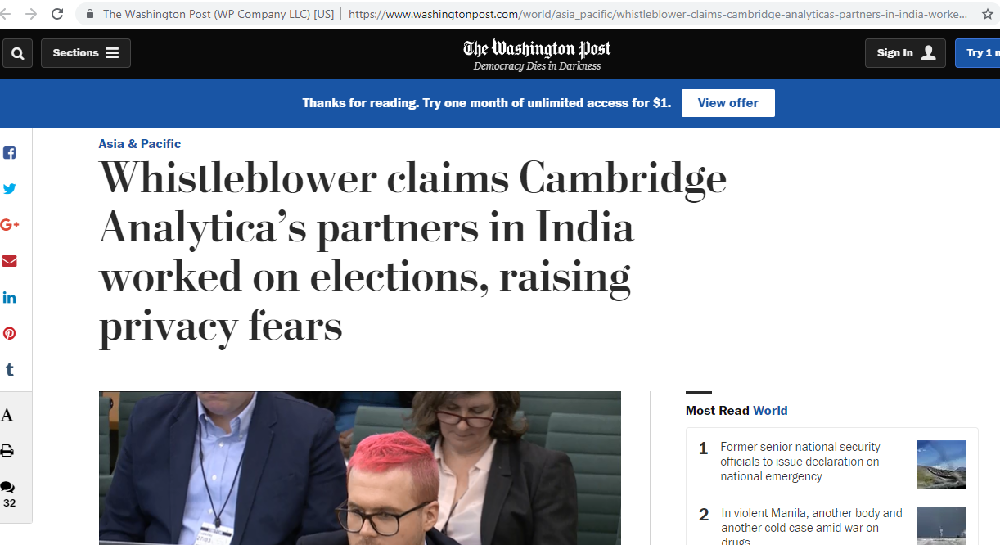 The Washington Post (WP Company LLC) [US] | https://www.washingtonpost.com/world/asia_pacific/whistleblower-claims-cambridge-analyticas-partners-in-india-worke...
Sections
The Washington Post
Democracy Dies in Darkness
Sign In
Try 1 m
Thanks for reading. Try one month of unlimited access for $1.
View offer
Asia & Pacific
Whistleblower claims Cambridge
Analytica’s partners in India
worked on elections, raising
privacy fears
G+
in
t
A
32
Most Read World
1
Former senior national security
officials to issue declaration on
national emergency
2
In violent Manila, another body and
another cold case amid war on
drugs
27/03